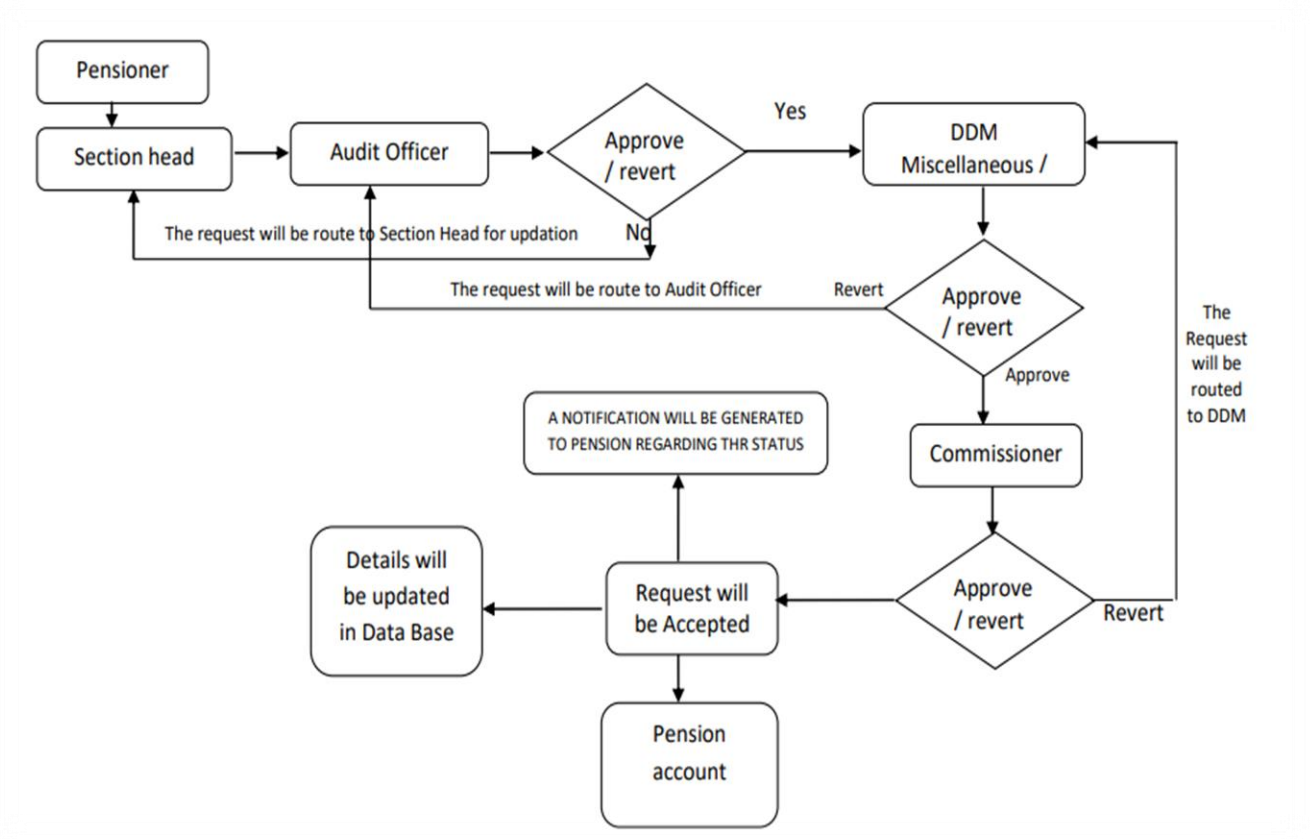 Pensioner
Section head
Audit Officer
Approve
/ revert
Yes
DDM
Miscellaneous /
The request will be route to Section Head for updation
No
The request will be route to Audit Officer
Revert
Approve
/ revert
Approve
The
Request
will be
routed
to DDM
A NOTIFICATION WILL BE GENERATED
TO PENSION REGARDING THR STATUS
Commissioner
Details will
be updated
in Data Base
Request will
be Accepted
Approve
/ revert
Revert
Pension
account